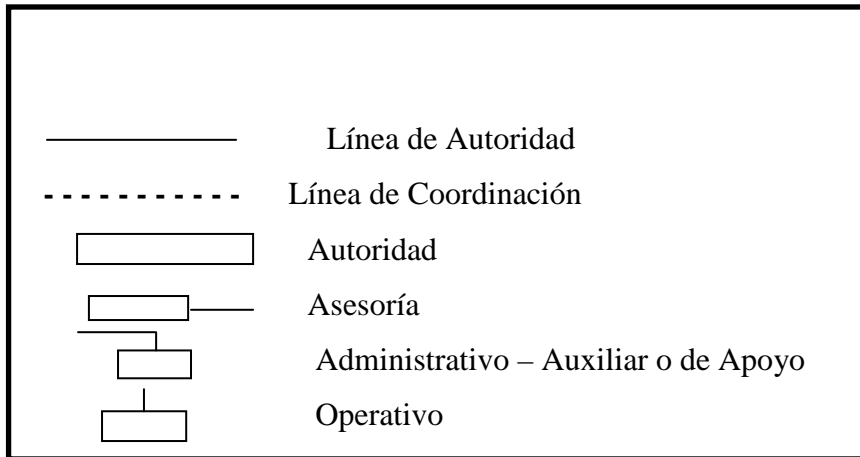 Línea de Autoridad
Línea de Coordinación
Autoridad
Asesoría
Administrativo – Auxiliar o de Apoyo
Operativo